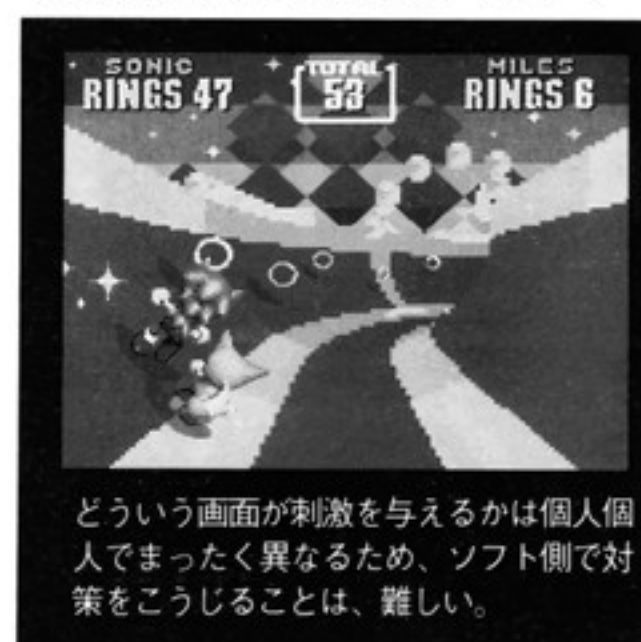 SONIC TOTAL MILES
RINGS 47 53 RINGS 6
どういう画面が刺激を与えるかは個人個
人でまったく異なるため、ソフト側で対
策をこうじることは、難しい。